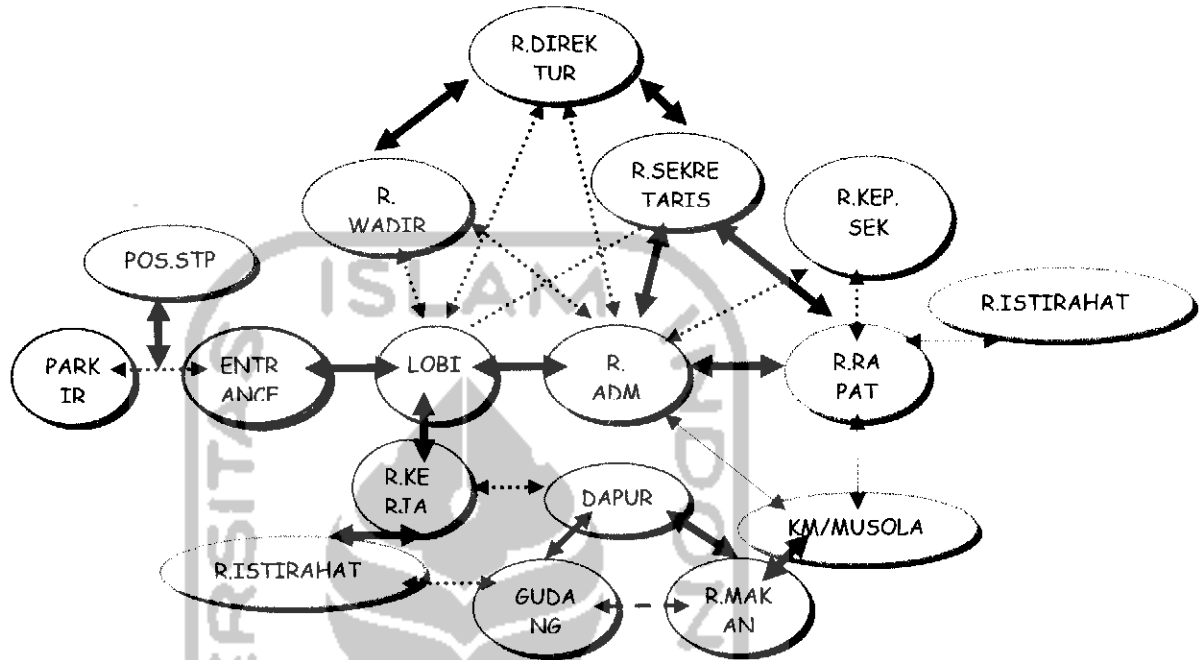 R.DIREK
TUR
R.SEKRE
TARIS
R.
WADIR
R.KEP.
SEK
POS.STP
ISLAM
R.ISTIRAHAT
PARK
IR
ENTR
ANCE
LOBI
R.
ADM
R.RA
PAT
R.KE
RJA
DAPUR
KM/MUSOLA
R.ISTIRAHAT
GUDA
NG
R.MAK
AN
ERSITAS